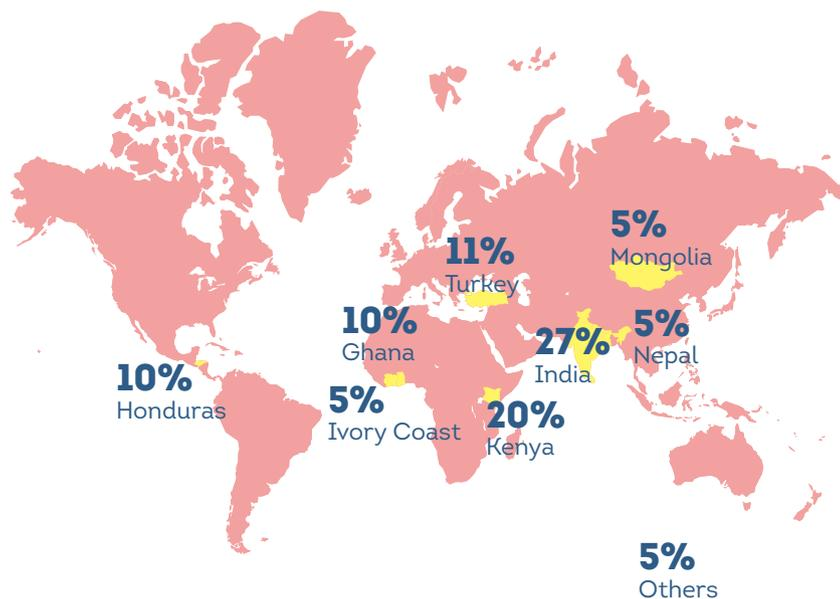 5%
Mongolia
11%
Turkey
10%
Ghana
5%
Nepal
27%
India
10%
Honduras
5%
Ivory Coast
20%
Kenya
5%
Others